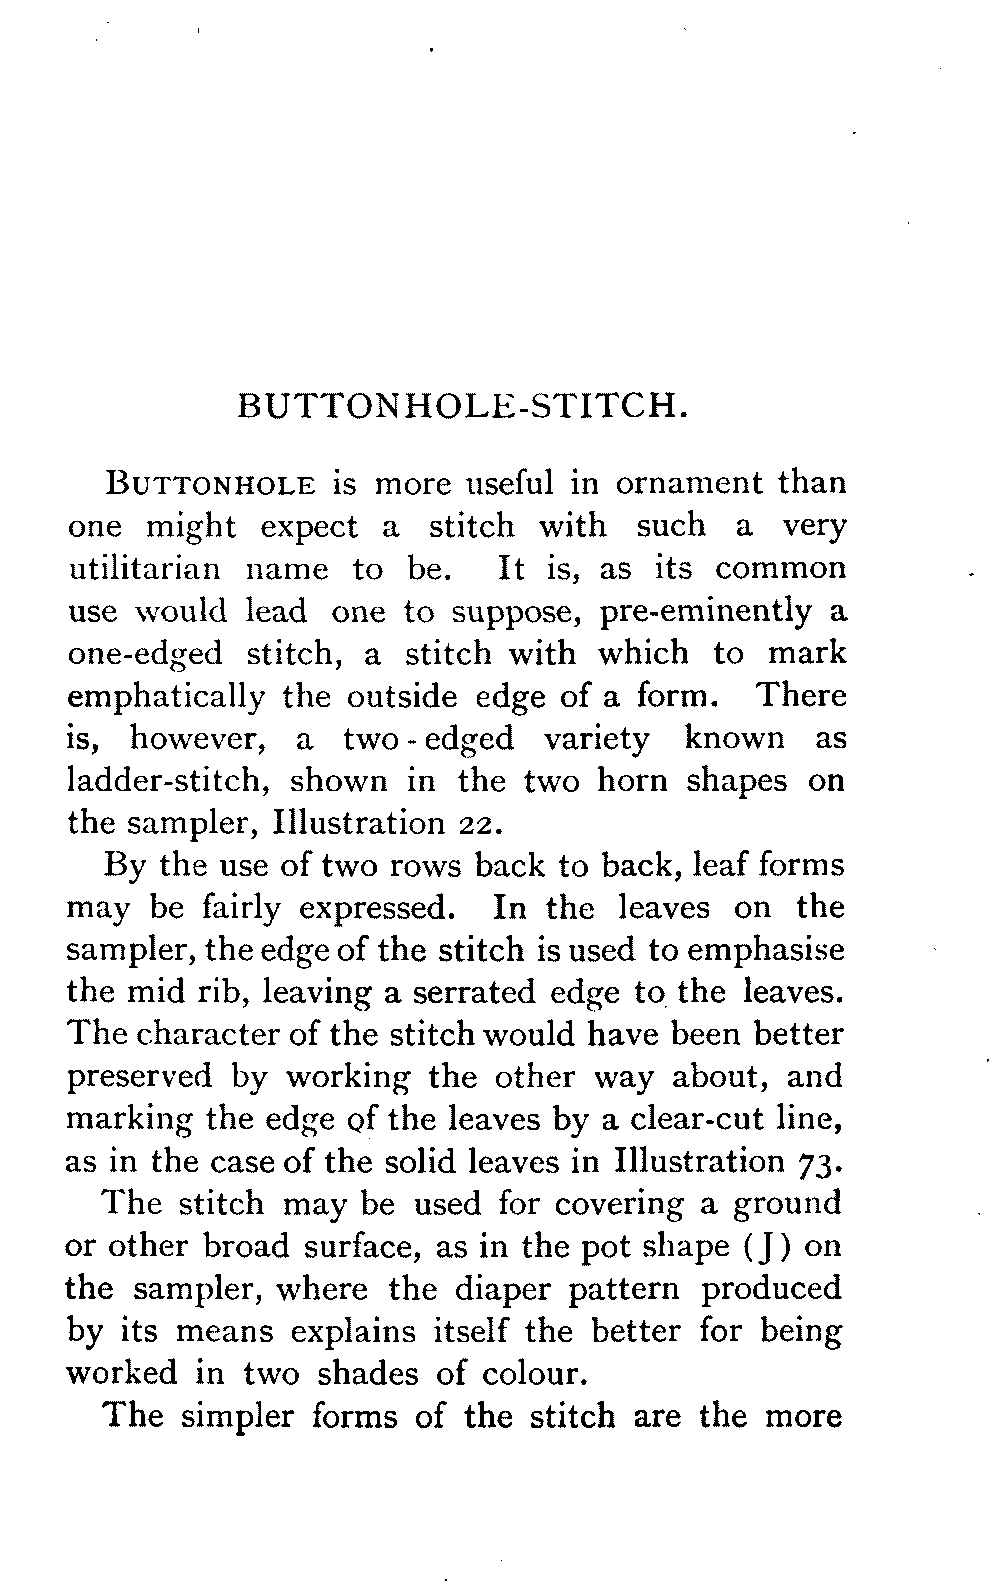 BUTTONHOLE-STITCH.
BUTTONHOLE is more useful in ornament than
one might expect a stitch with such a very
utilitarian name to be. It is, as its common
use would lead one to suppose, pre-eminently a
one-edged stitch, a stitch with which to mark
emphatically the outside edge of a form. There
is, however, a two-edged variety known as
ladder-stitch, shown in the two horn shapes on
the sampler, Illustration 22.
By the use of two rows back to back, leaf forms
may be fairly expressed. In the leaves on the
sampler, the edge of the stitch is used to emphasise
the mid rib, leaving a serrated edge to the leaves.
The character of the stitch would have been better
preserved by working the other way about, and
marking the edge of the leaves by a clear-cut line,
as in the case of the solid leaves in Illustration 73.
The stitch may be used for covering a ground
or other broad surface, as in the pot shape (J) on
the sampler, where the diaper pattern produced
by its means explains itself the better for being
worked in two shades of colour.
The simpler forms of the stitch are the more